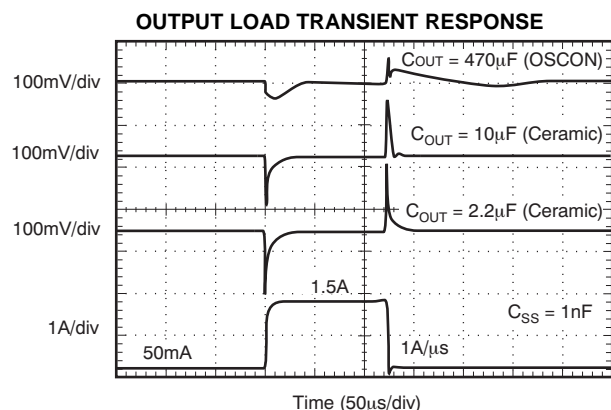 OUTPUT LOAD TRANSIENT RESPONSE
COUT = 470μF (OSCON)
100mV/div
100mV/div
COUT = 10μF (Ceramic)
COUT = 2.2μF (Ceramic)
100mV/div
1.5A
CSS = 1nF
1A/div
1A/μs
50mA
Time (50μs/div)